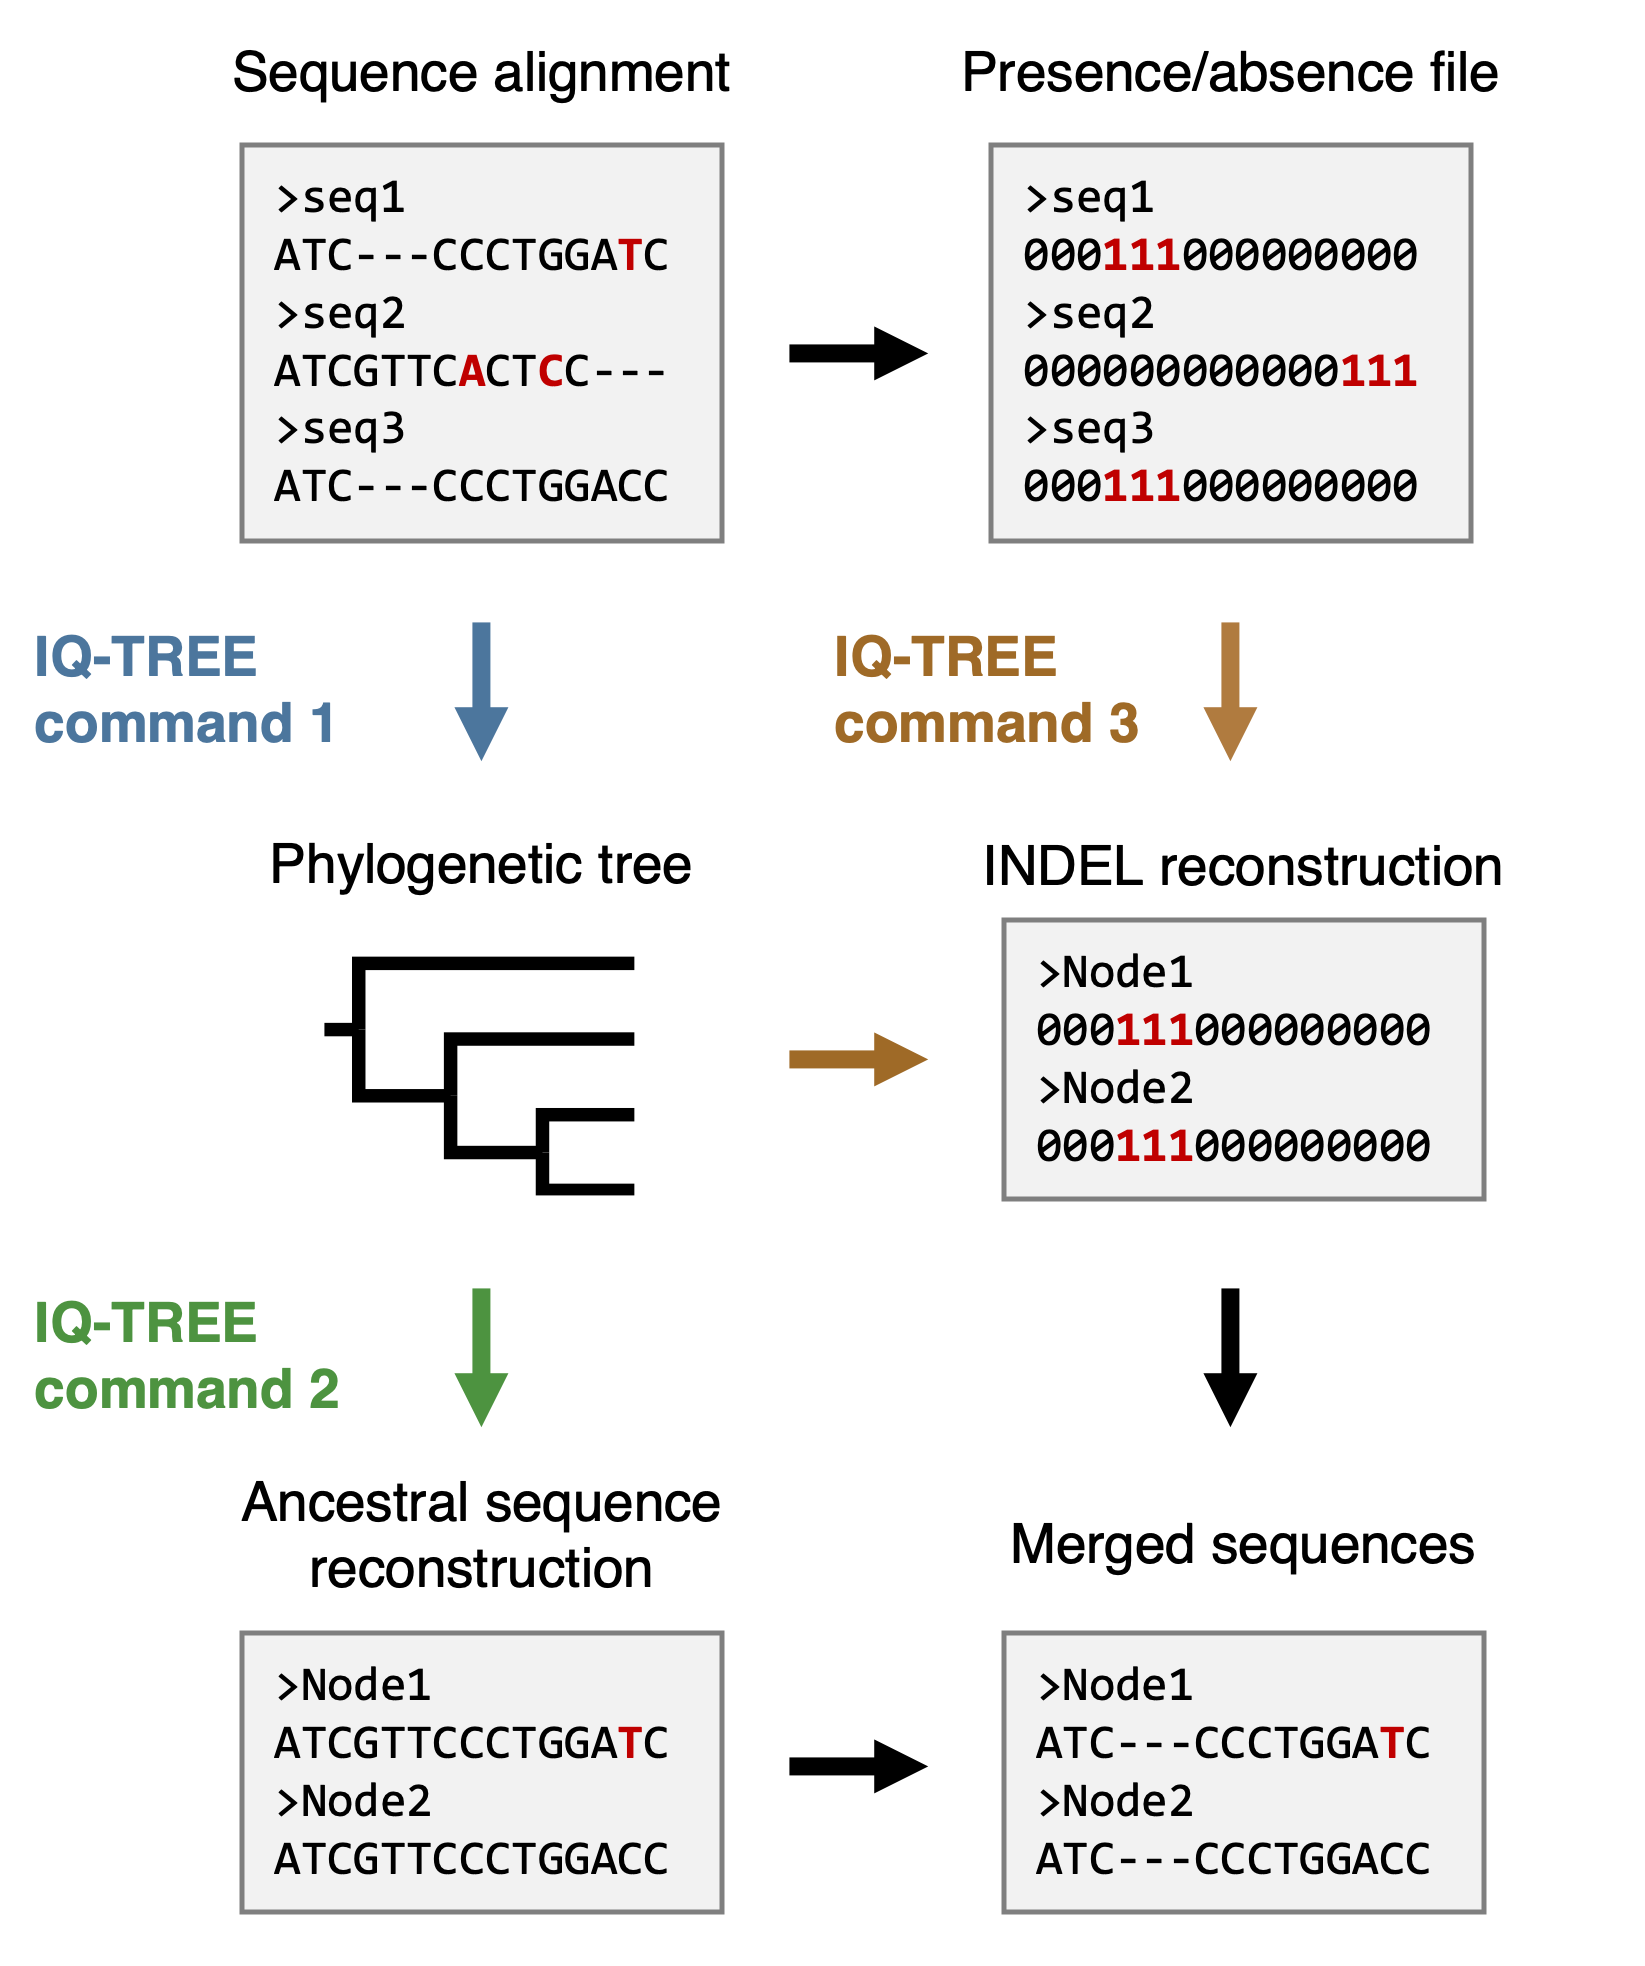 Sequence alignment
>seq1
ATC---CCCTGGATC
>seq2
ATCGTTCACTCC---
>seq3
ATC---CCCTGGACC
Presence/absence file
>seq1
000111000000000
>seq2
000000000000111
>seq3
000111000000000
IQ-TREE
command 1
IQ-TREE
command 3
Phylogenetic tree
INDEL reconstruction
>Node1
000111000000000
>Node2
000111000000000
IQ-TREE
command 2
Ancestral sequence
reconstruction
>Node1
ATCGTTCCCTGGATC
>Node2
ATCGTTCCCTGGACC
Merged sequences
>Node1
ATC---CCCTGGATC
>Node2
ATC---CCCTGGACC